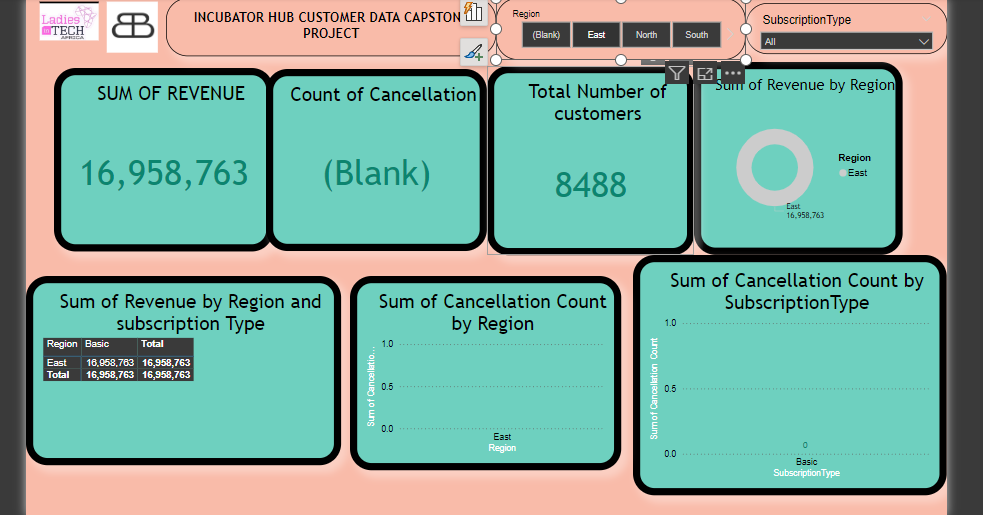 Ladies
in TECH
AFRICA
INCUBATOR HUB CUSTOMER DATA CAPSTON
PROJECT
Region
(Blank) East North South
SubscriptionType
All
SUM OF REVENUE
16,958,763
Count of Cancellation
(Blank)
Total Number of
customers
8488
Sum of Revenue by Region
Region
East
East
16,958,763
Sum of Revenue by Region and
subscription Type
Region Basic Total
East 16,958,763 16,958,763
Total 16,958,763 16,958,763
Sum of Cancellation Count
by Region
Sum of Cancellatio...
1.0
0.5
0.0
East
Region
Sum of Cancellation Count by
SubscriptionType
Sum of Cancellation Count
1.0
0.5
0.0
0
Basic
SubscriptionType